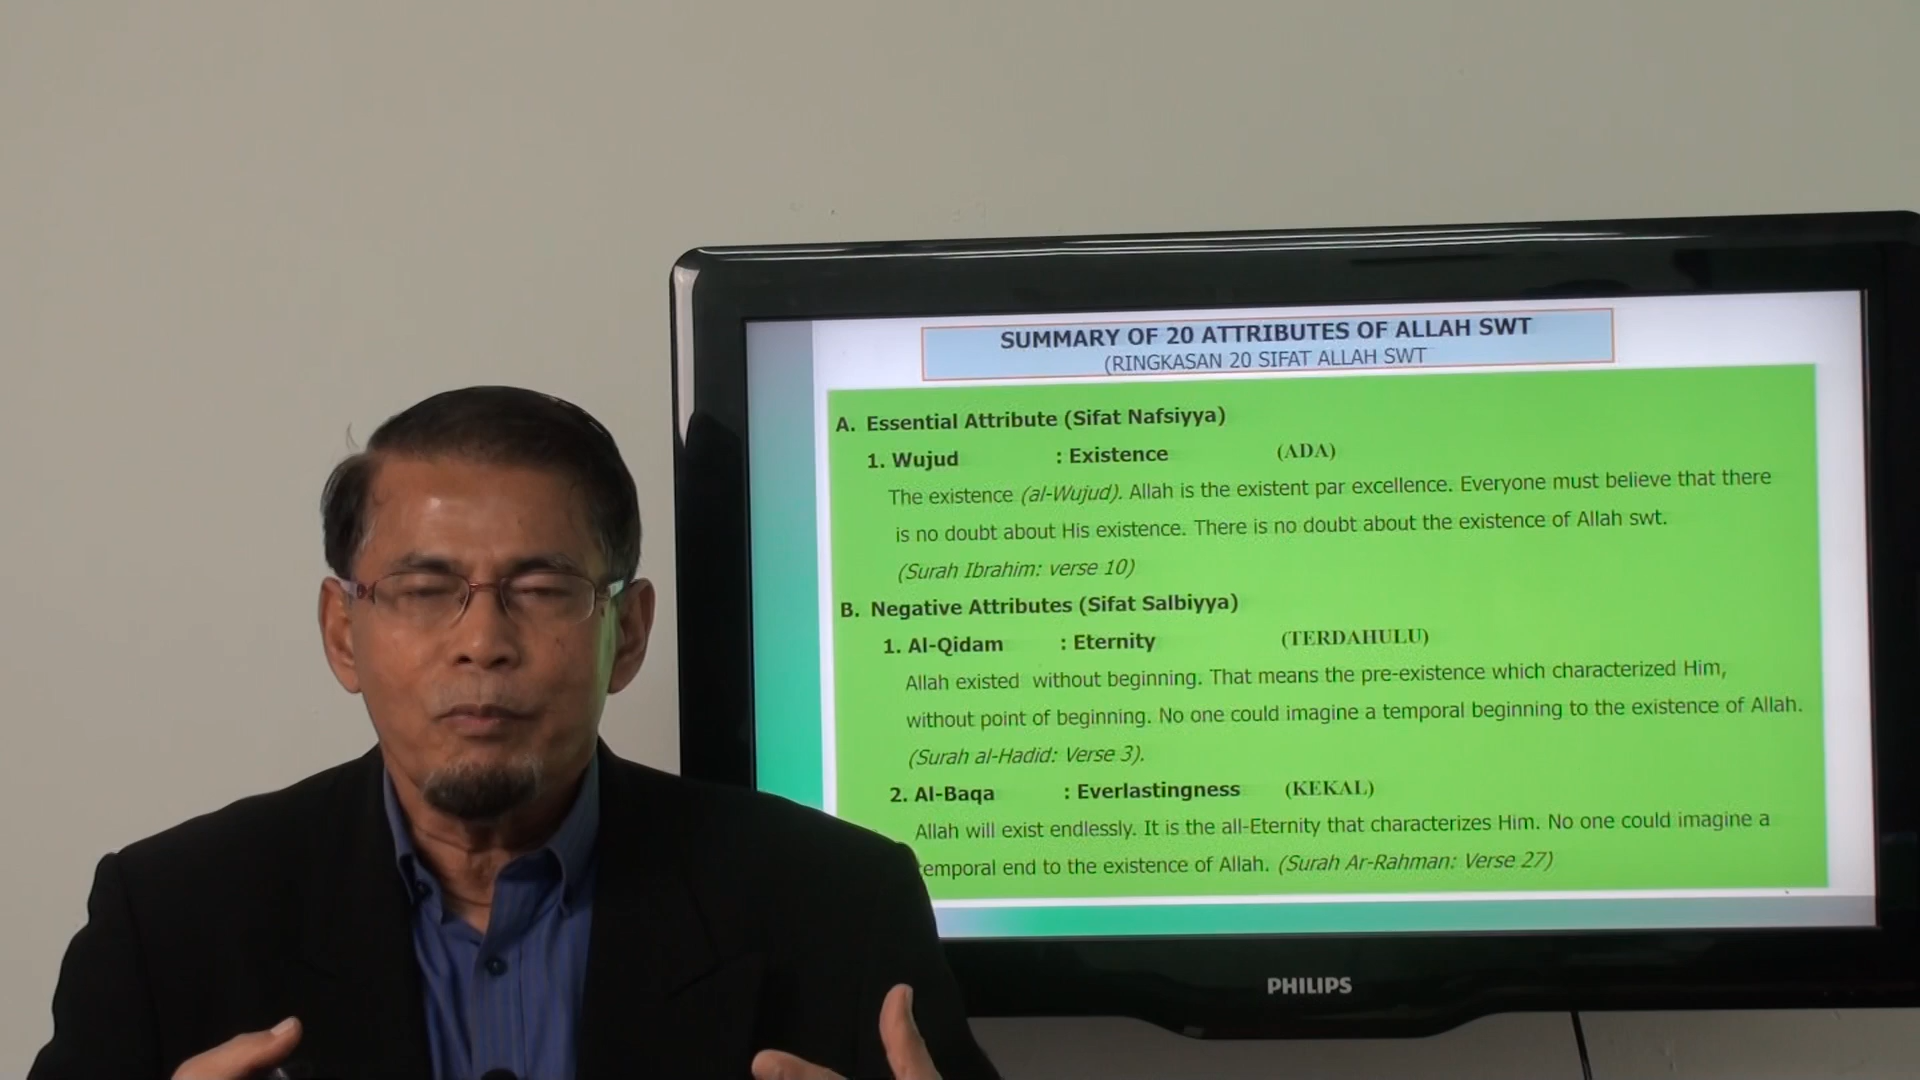 SUMMARY OF 20 ATTRIBUTES OF ALLAH SWT
(RINGKASAN 20 SIFAT ALLAH SWT
A. Essential Attribute (Sifat Nafsiyya)
1. Wujud : Existence (ADA)
The existence (al-Wujud). Allah is the existent par excellence. Everyone must believe that there
is no doubt about His existence. There is no doubt about the existence of Allah swt.
(Surah Ibrahim: verse 10)
B. Negative Attributes (Sifat Salbiyya)
1. Al-Qidam : Eternity (TERDAHULU)
Allah existed without beginning. That means the pre-existence which characterized Him,
without point of beginning. No one could imagine a temporal beginning to the existence of Allah.
(Surah al-Hadid: Verse 3).
2. Al-Baqa : Everlastingness (KEKAL)
Allah will exist endlessly. It is the all-Eternity that characterizes Him. No one could imagine a
temporal end to the existence of Allah. (Surah Ar-Rahman: Verse 27)
PHILIPS